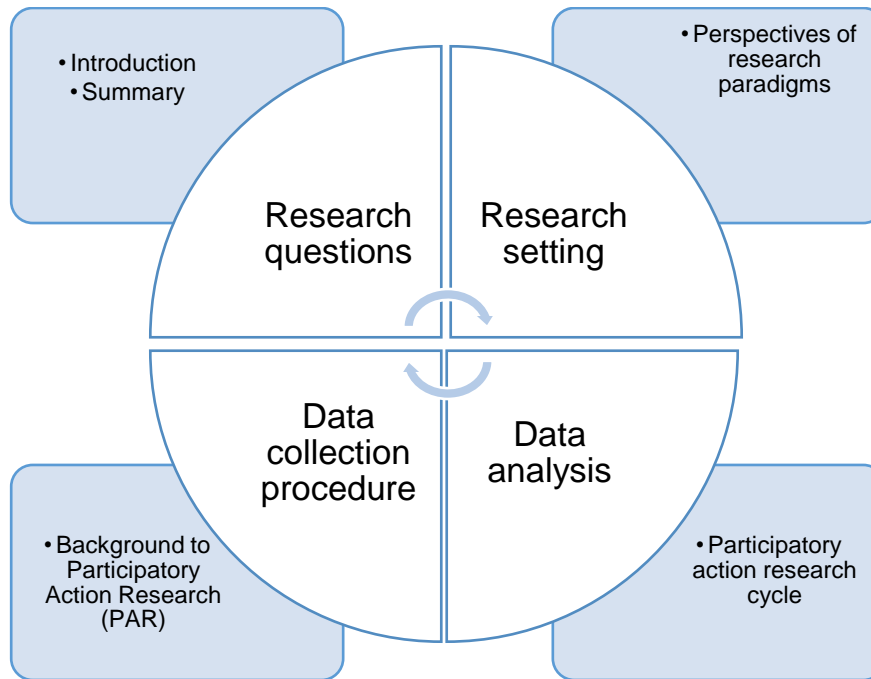 • Introduction
• Summary
• Perspectives of
research
paradigms
Research
questions
Research
setting
Data
collection
procedure
Data
analysis
• Background to
Participatory
Action Research
(PAR)
• Participatory
action research
cycle